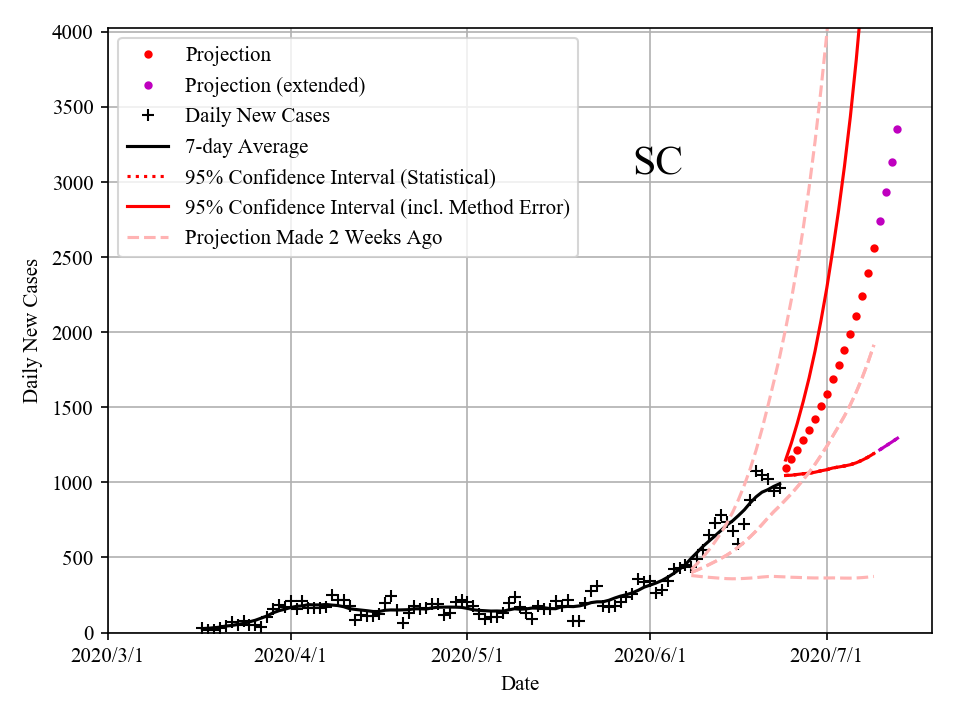 4000
3500
3000
2500
2000
1500
1000
500
0
Daily New Cases
Projection
Projection (extended)
Daily New Cases
7-day Average
95% Confidence Interval (Statistical)
95% Confidence Interval (incl. Method Error)
Projection Made 2 Weeks Ago
SC
2020/3/1 2020/4/1 2020/5/1 2020/6/1 2020/7/1
Date